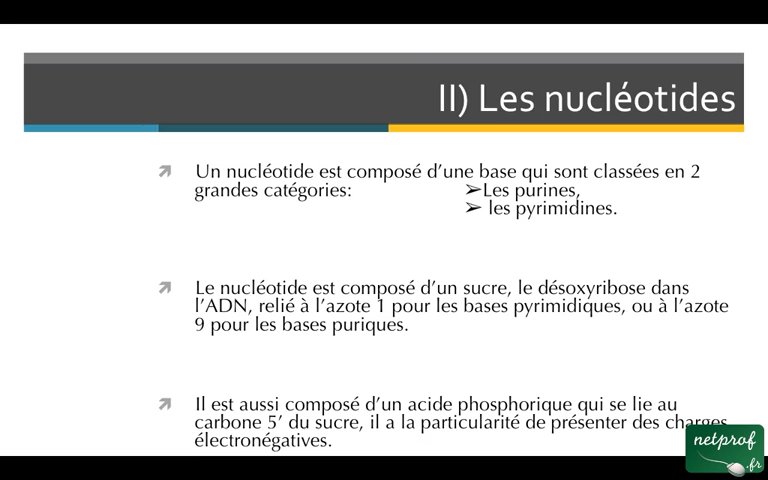 II) Les nucléotides
Un nucléotide est composé d’une base qui sont classées en 2
grandes catégories: ➢Les purines,
➢ les pyrimidines.
Le nucléotide est composé d’un sucre, le désoxyribose dans
l’ADN, relié à l’azote 1 pour les bases pyrimidiques, ou à l’azote
9 pour les bases puriques.
Il est aussi composé d’un acide phosphorique qui se lie au
carbone 5’ du sucre, il a la particularité de présenter des charges
électronégatives.
netprof
.fr